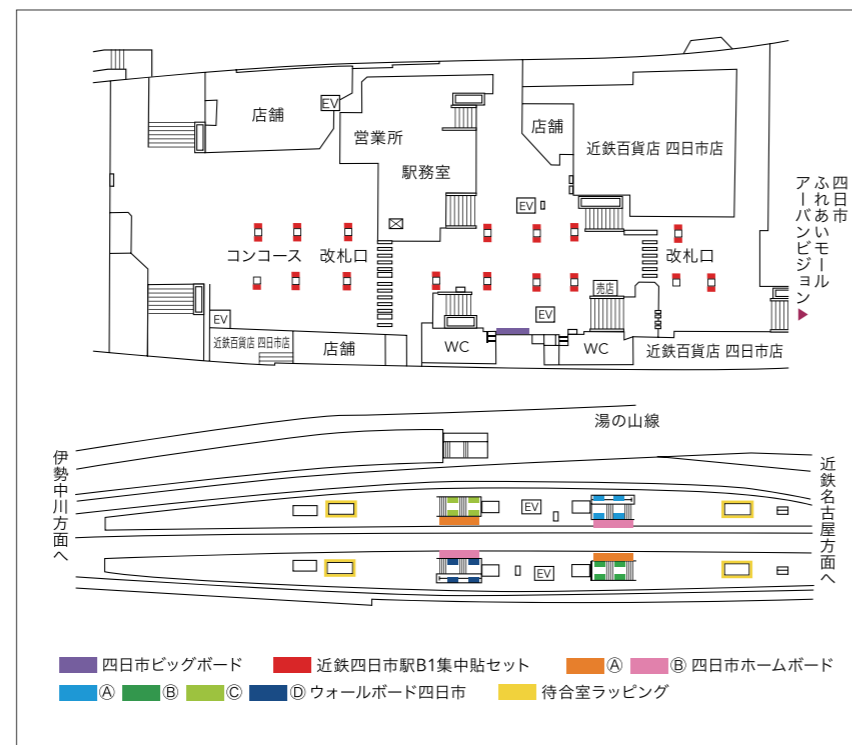 店舗
EV
営業所
駅務室
店舗
近鉄百貨店 四日市店
EV
コンコース 改札口
改札口
売店
EV
EV
近鉄百貨店 四日市店
店舗
WC
WC
近鉄百貨店 四日市店
四日市
ふれあいモール
アーバンビジョン▶
湯の山線
伊勢中川方面へ
近鉄名古屋方面へ
EV
EV
四日市ビッグボード 近鉄四日市駅B1集中貼セット Ⓐ Ⓑ 四日市ホームボード
Ⓐ Ⓑ Ⓒ Ⓓ ウォールボード四日市 待合室ラッピング